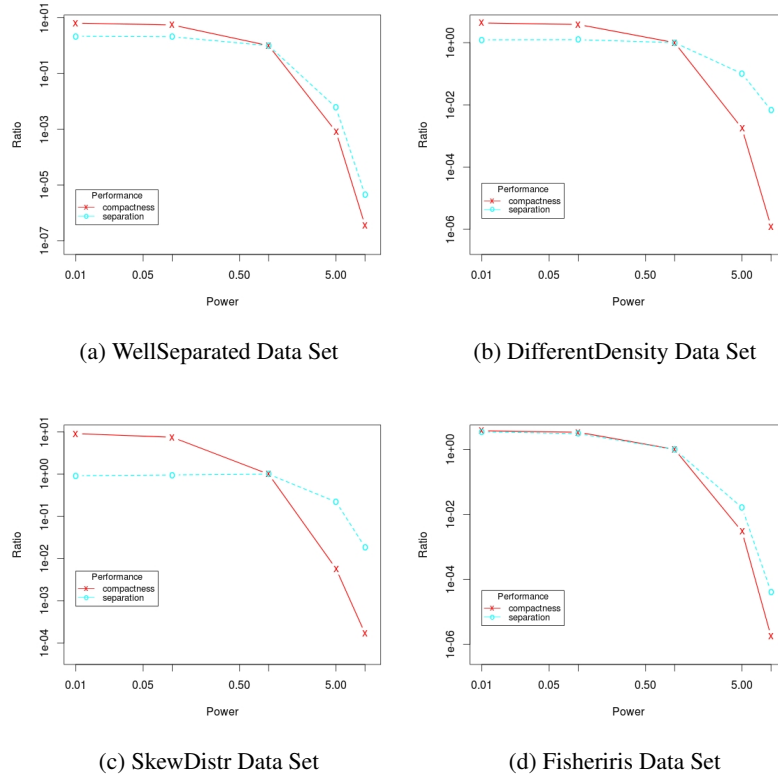 1e+01
1e-01
1e-03
1e-05
1e-07
Ratio
Performance
compactness
separation
0.01
0.05
0.50
5.00
Power
(a) WellSeparated Data Set
1e+00
1e-02
1e-04
1e-06
Ratio
Performance
compactness
separation
0.01
0.05
0.50
5.00
Power
(b) DifferentDensity Data Set
1e+01
1e+00
1e-01
1e-02
1e-03
1e-04
Ratio
Performance
compactness
separation
0.01
0.05
0.50
5.00
Power
(c) SkewDistr Data Set
1e+00
1e-02
1e-04
1e-06
Ratio
Performance
compactness
separation
0.01
0.05
0.50
5.00
Power
(d) Fisheriris Data Set